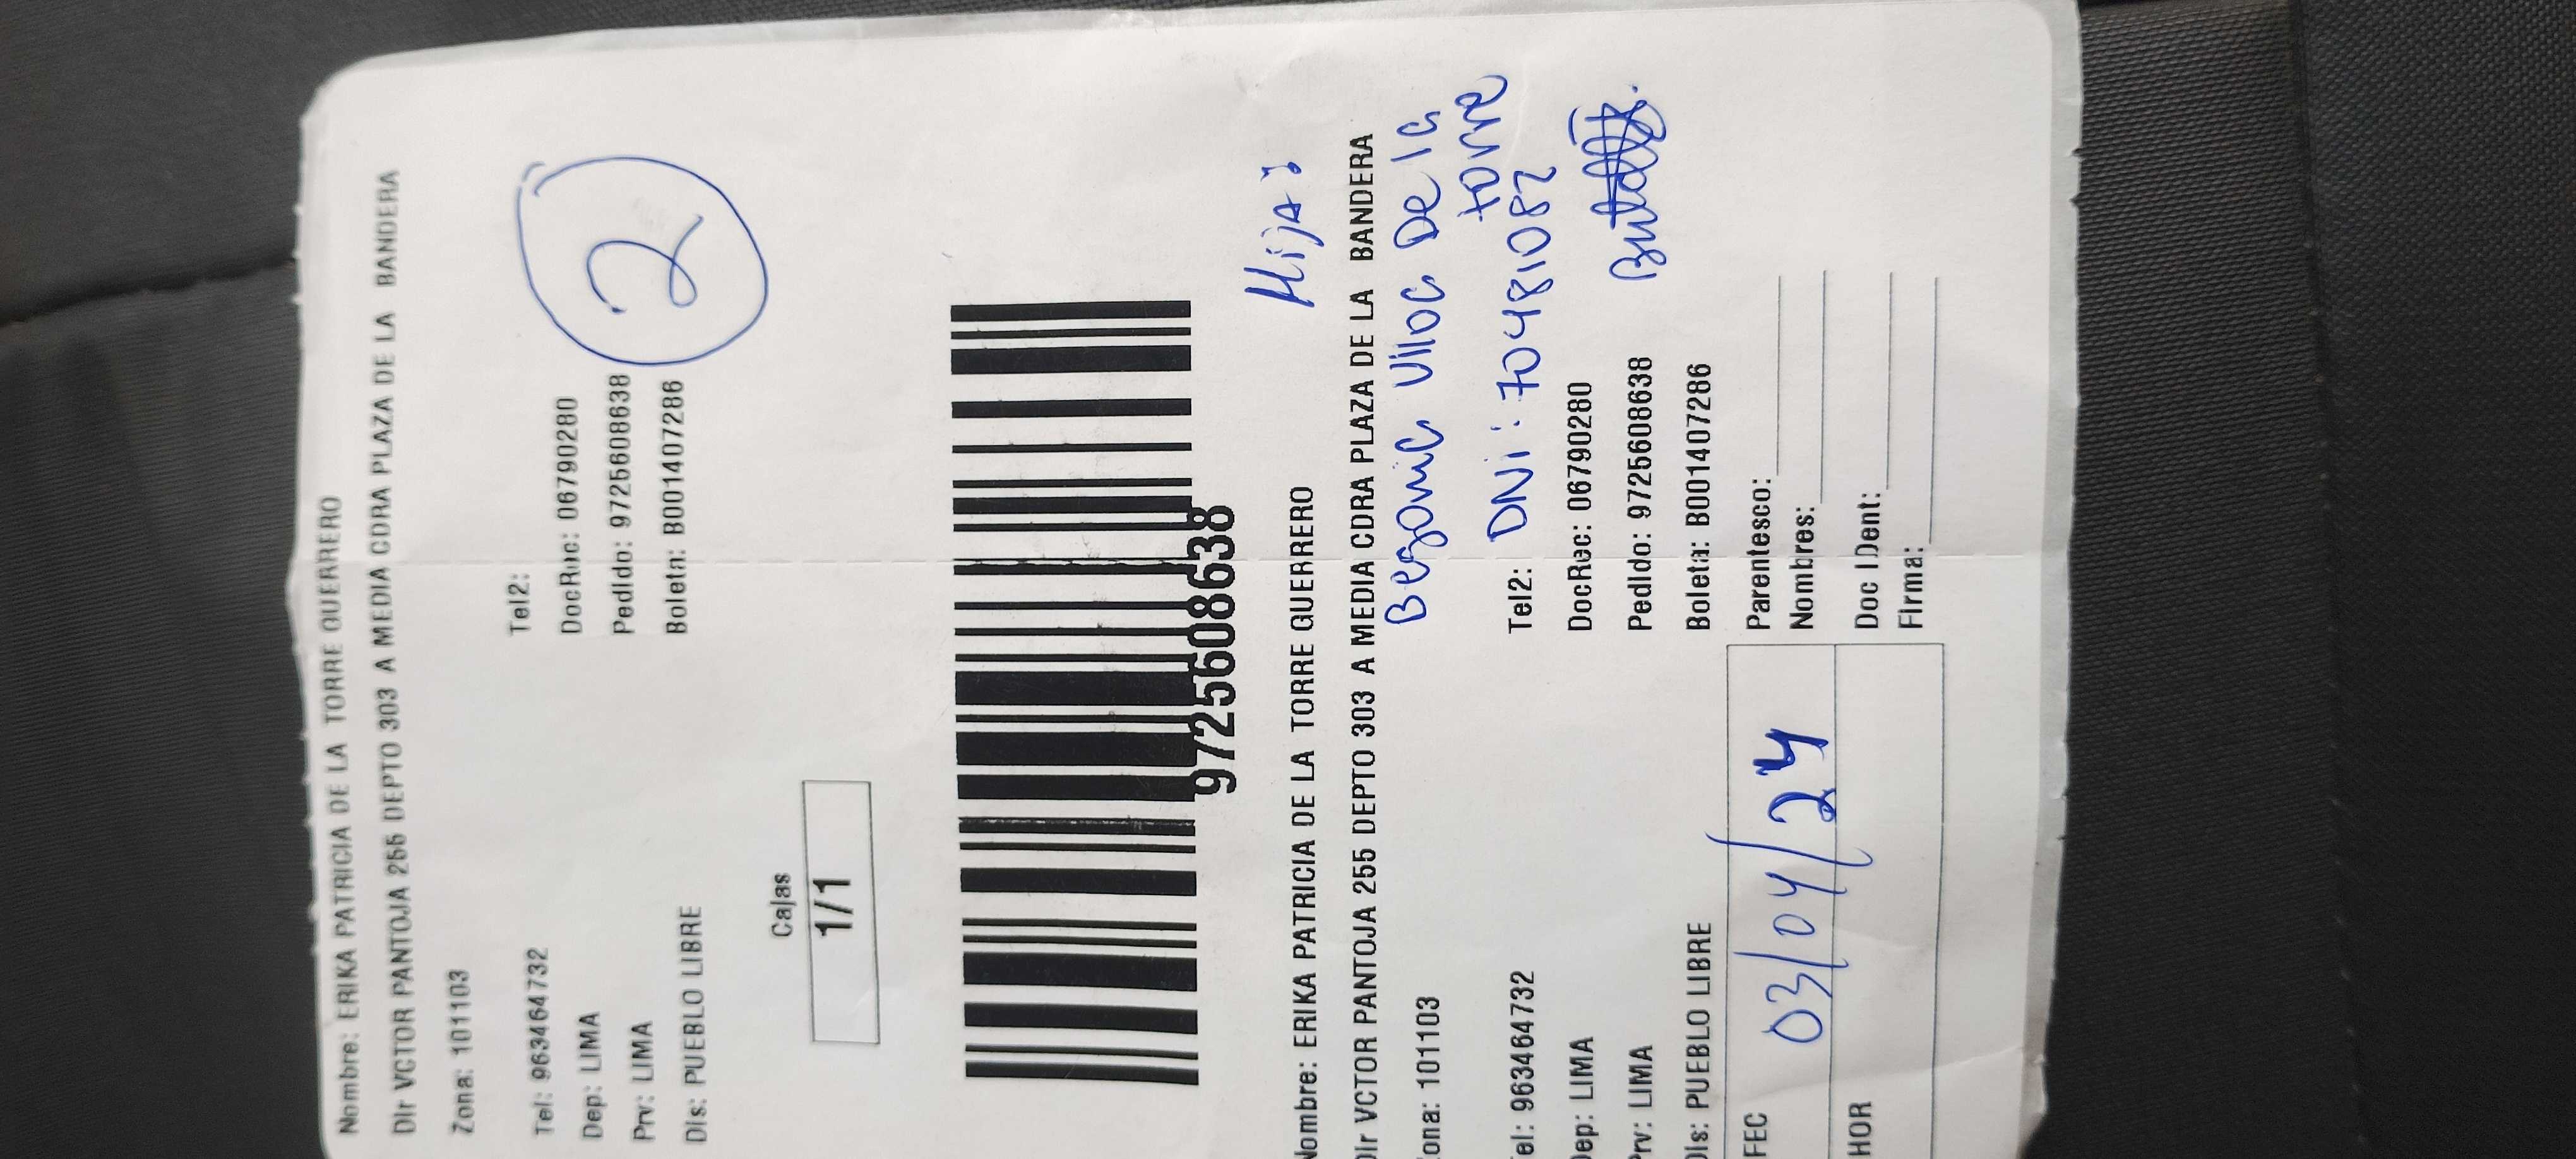 Nombre: ERIKA PATRICIA DE LA TORRE GUERRERO
Dir VCTOR PANTOJA 255 DEPTO 303 A MEDIA CDRA PLAZA DE LA BANDERA
Zona: 101103
Tel: 963464732 Tel2:
Dep: LIMA DocRec: 06790280
Prv: LIMA Pedido: 9725608638
Dis: PUEBLO LIBRE Boleta: B001407286
2
Cajas
1/1
9725608638
Hija
Nombre: ERIKA PATRICIA DE LA TORRE GUERRERO
Dir VCTOR PANTOJA 255 DEPTO 303 A MEDIA CDRA PLAZA DE LA BANDERA
Zona: 101103
De la
torre
Tel: 963464732 Tel2: DNi: 70481082
Dep: LIMA DocRec: 06790280
Prv: LIMA Pedido: 9725608638
Dis: PUEBLO LIBRE Boleta: B001407286
FEC 03/04/24
Parentesco:
Nombres:
HOR
Doc IDent:
Firma: